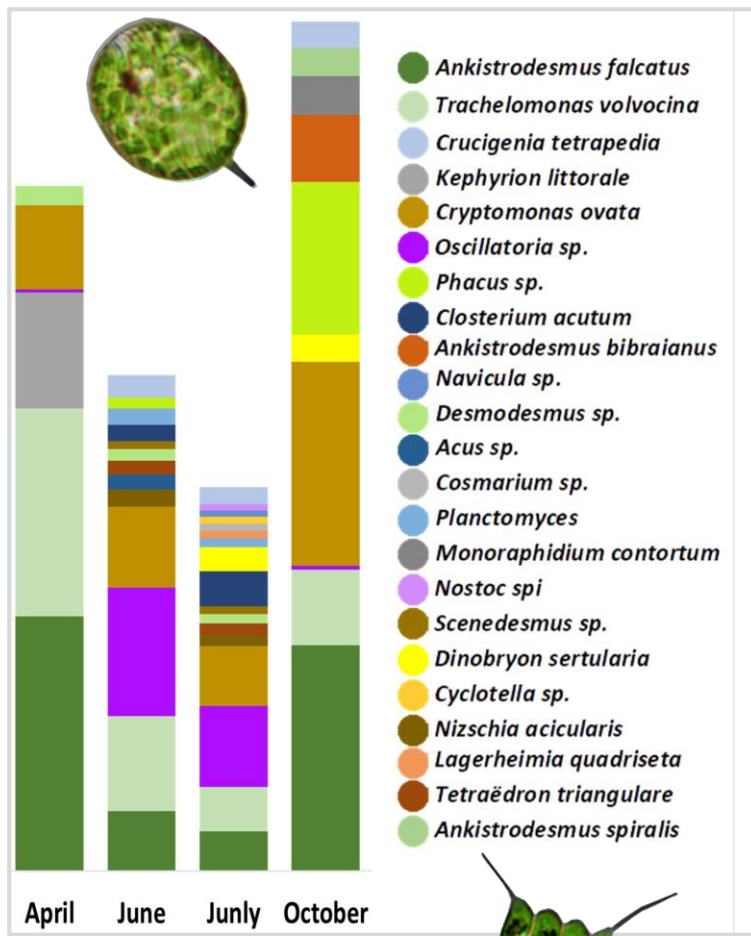 Ankistrodesmus falcatus
Trachelomonas volvocina
Crucigenia tetrapedia
Kephyrion littorale
Cryptomonas ovata
Oscillatoria sp.
Phacus sp.
Closterium acutum
Ankistrodesmus bibraianus
Navicula sp.
Desmodesmus sp.
Acus sp.
Cosmarium sp.
Planctomyces
Monoraphidium contortum
Nostoc spi
Scenedesmus sp.
Dinobryon sertularia
Cyclotella sp.
Nizschia acicularis
Lagerheimia quadriseta
Tetraëdron triangulare
Ankistrodesmus spiralis
April June Junly October